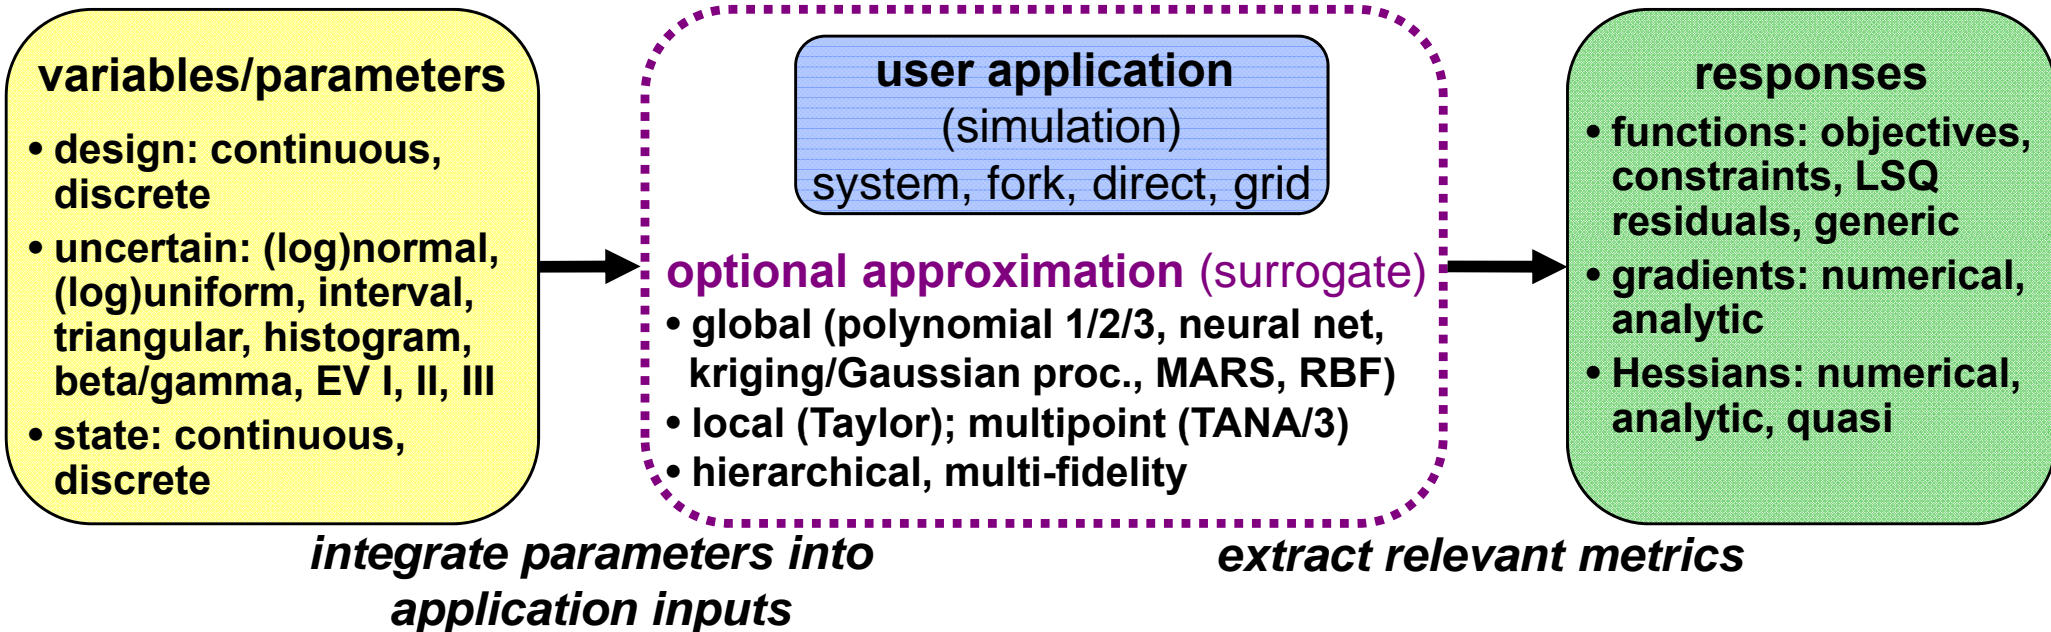 variables/parameters
• design: continuous,
discrete
• uncertain: (log)normal,
(log)uniform, interval,
triangular, histogram,
beta/gamma, EV I, II, III
• state: continuous,
discrete
user application
(simulation)
system, fork, direct, grid
optional approximation (surrogate)
• global (polynomial 1/2/3, neural net,
kriging/Gaussian proc., MARS, RBF)
• local (Taylor); multipoint (TANA/3)
• hierarchical, multi-fidelity
responses
• functions: objectives,
constraints, LSQ
residuals, generic
• gradients: numerical,
analytic
• Hessians: numerical,
analytic, quasi
integrate parameters into
application inputs
extract relevant metrics